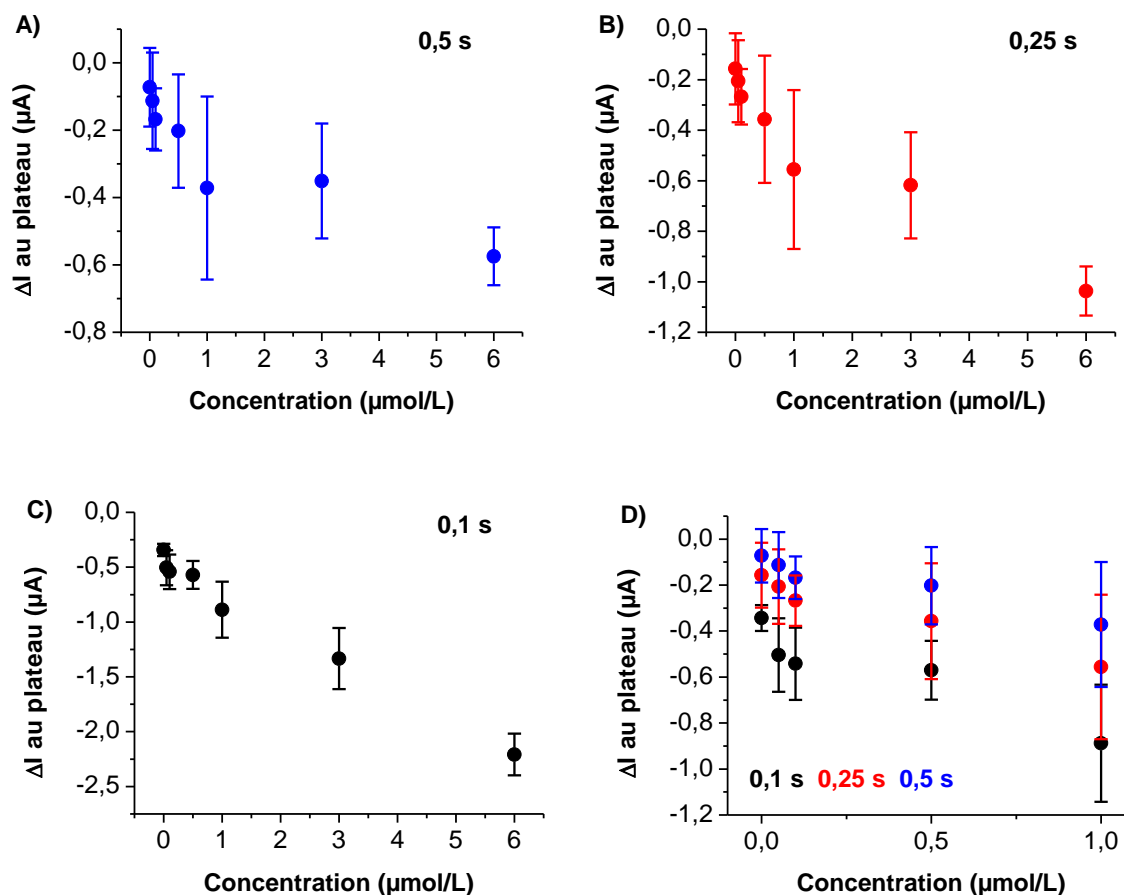 A)
0,5 s
0,0
-0,2
-0,4
-0,6
-0,8
ΔI au plateau (µA)
0 1 2 3 4 5 6
Concentration (µmol/L)
B)
0,25 s
0,0
-0,2
-0,4
-0,6
-0,8
-1,0
-1,2
ΔI au plateau (µA)
0 1 2 3 4 5 6
Concentration (µmol/L)
C)
0,1 s
0,0
-0,5
-1,0
-1,5
-2,0
-2,5
ΔI au plateau (µA)
0 1 2 3 4 5 6
Concentration (µmol/L)
D)
0,0
-0,2
-0,4
-0,6
-0,8
-1,0
-1,2
ΔI au plateau (µA)
0,1 s 0,25 s 0,5 s
0,0 0,5 1,0
Concentration (µmol/L)